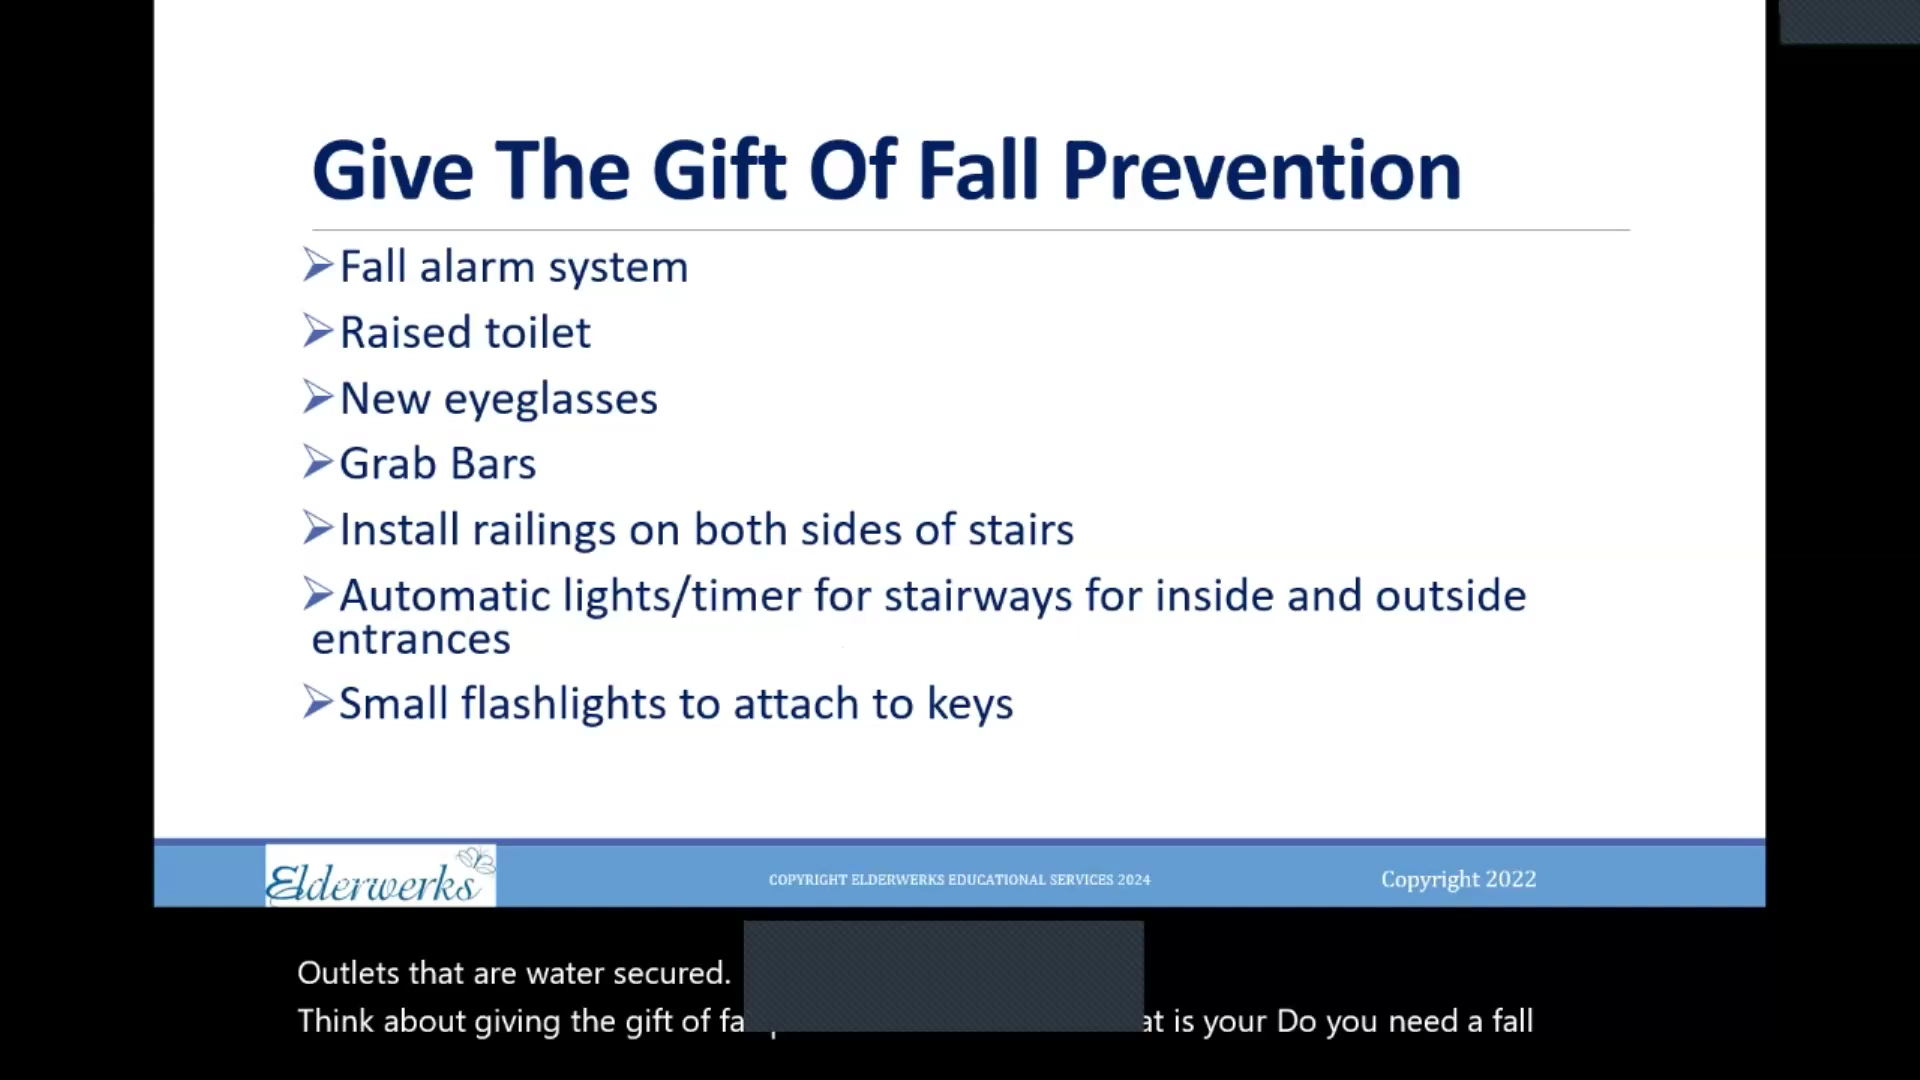 Give The Gift Of Fall Prevention
➢Fall alarm system
➢Raised toilet
➢New eyeglasses
➢Grab Bars
➢Install railings on both sides of stairs
➢Automatic lights/timer for stairways for inside and outside
entrances
➢Small flashlights to attach to keys
Elderwerks
COPYRIGHT ELDERWERKS EDUCATIONAL SERVICES 2024
Copyright 2022
Outlets that are water secured.
Think about giving the gift of is your Do you need a fall